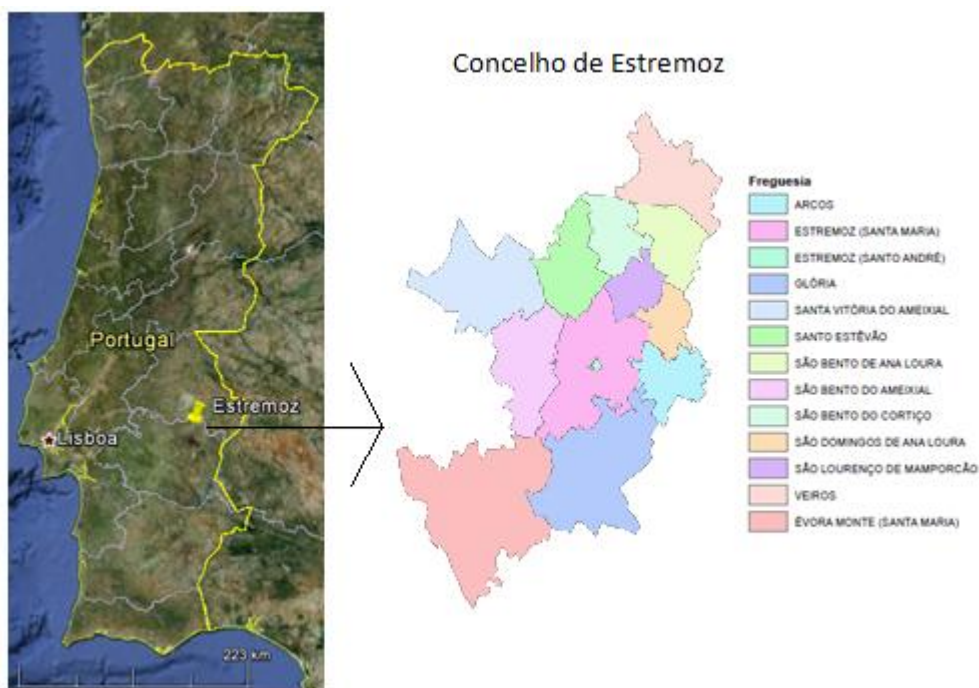 Concelho de Estremoz
Portugal
Estremoz
Lisboa
223 km
Freguesia
ARCOS
ESTREMOZ (SANTA MARIA)
ESTREMOZ (SANTO ANDRÉ)
GLÓRIA
SANTA VITÓRIA DO AMEIXIAL
SANTO ESTÊVÃO
SÃO BENTO DE ANA LOURA
SÃO BENTO DO AMEIXIAL
SÃO BENTO DO CORTIÇO
SÃO DOMINGOS DE ANA LOURA
SÃO LOURENÇO DE MAMPORCÃO
VEIROS
ÉVORA MONTE (SANTA MARIA)